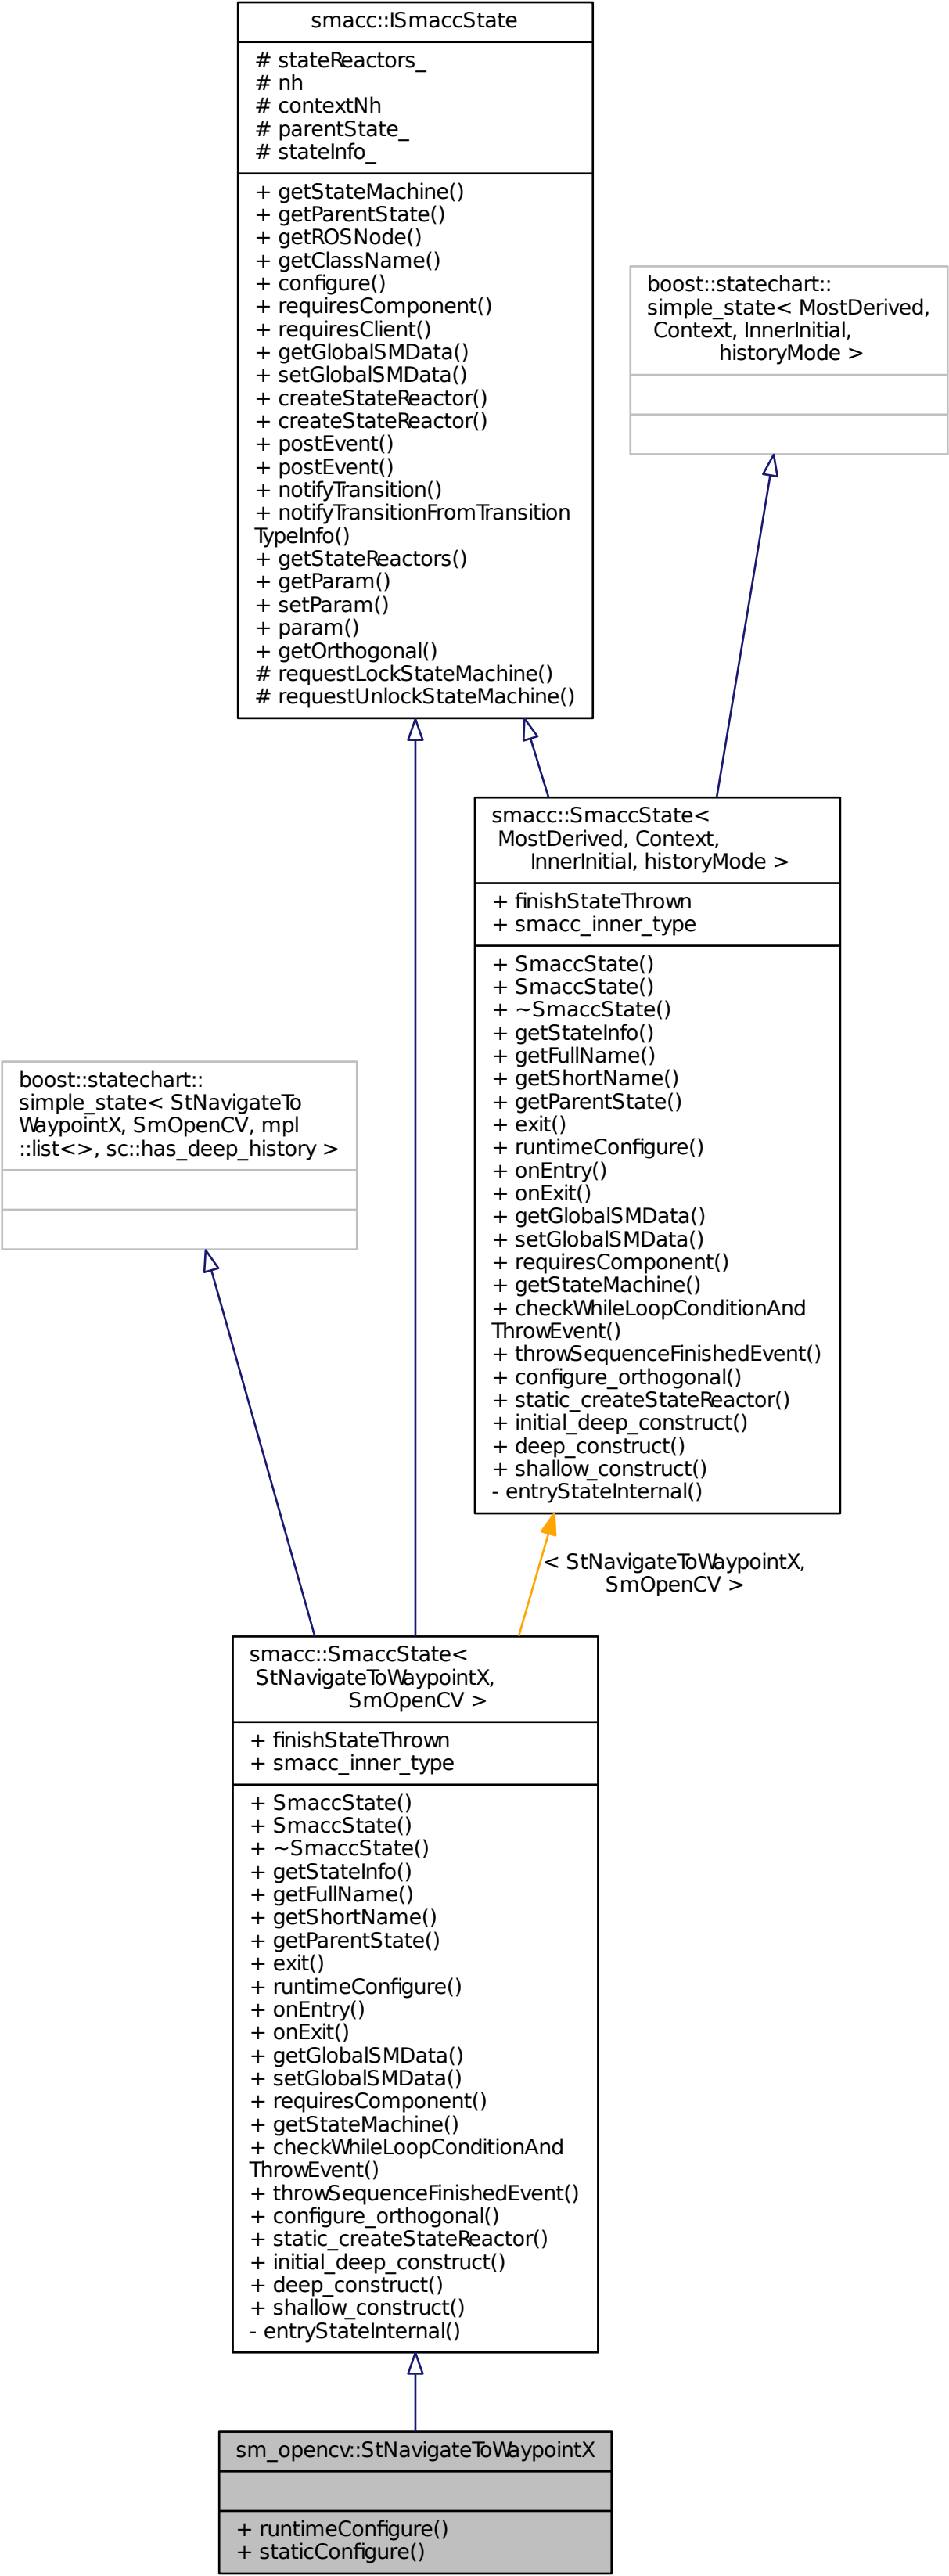 smacc::ISmaccState
# stateReactors_
# nh
# contextNh
# parentState_
# stateInfo_
+ getStateMachine()
+ getParentState()
+ getROSNode()
+ getClassName()
+ configure()
+ requiresComponent()
+ requiresClient()
+ getGlobalSMData()
+ setGlobalSMData()
+ createStateReactor()
+ createStateReactor()
+ postEvent()
+ postEvent()
+ notifyTransition()
+ notifyTransitionFromTransition
TypeInfo()
+ getStateReactors()
+ getParam()
+ setParam()
+ param()
+ getOrthogonal()
# requestLockStateMachine()
# requestUnlockStateMachine()
boost::statechart::
simple_state< MostDerived,
Context, InnerInitial,
historyMode >
smacc::SmaccState<
MostDerived, Context,
InnerInitial, historyMode >
+ finishStateThrown
+ smacc_inner_type
+ SmaccState()
+ SmaccState()
+ ~SmaccState()
+ getStateInfo()
+ getFullName()
+ getShortName()
+ getParentState()
+ exit()
+ runtimeConfigure()
+ onEntry()
+ onExit()
+ getGlobalSMData()
+ setGlobalSMData()
+ requiresComponent()
+ getStateMachine()
+ checkWhileLoopConditionAnd
ThrowEvent()
+ throwSequenceFinishedEvent()
+ configure_orthogonal()
+ static_createStateReactor()
+ initial_deep_construct()
+ deep_construct()
+ shallow_construct()
- entryStateInternal()
boost::statechart::
simple_state< StNavigateTo
WaypointX, SmOpenCV, mpl
::list<>, sc::has_deep_history >
< StNavigateToWaypointX,
SmOpenCV >
smacc::SmaccState<
StNavigateToWaypointX,
SmOpenCV >
+ finishStateThrown
+ smacc_inner_type
+ SmaccState()
+ SmaccState()
+ ~SmaccState()
+ getStateInfo()
+ getFullName()
+ getShortName()
+ getParentState()
+ exit()
+ runtimeConfigure()
+ onEntry()
+ onExit()
+ getGlobalSMData()
+ setGlobalSMData()
+ requiresComponent()
+ getStateMachine()
+ checkWhileLoopConditionAnd
ThrowEvent()
+ throwSequenceFinishedEvent()
+ configure_orthogonal()
+ static_createStateReactor()
+ initial_deep_construct()
+ deep_construct()
+ shallow_construct()
- entryStateInternal()
sm_opencv::StNavigateToWaypointX
+ runtimeConfigure()
+ staticConfigure()